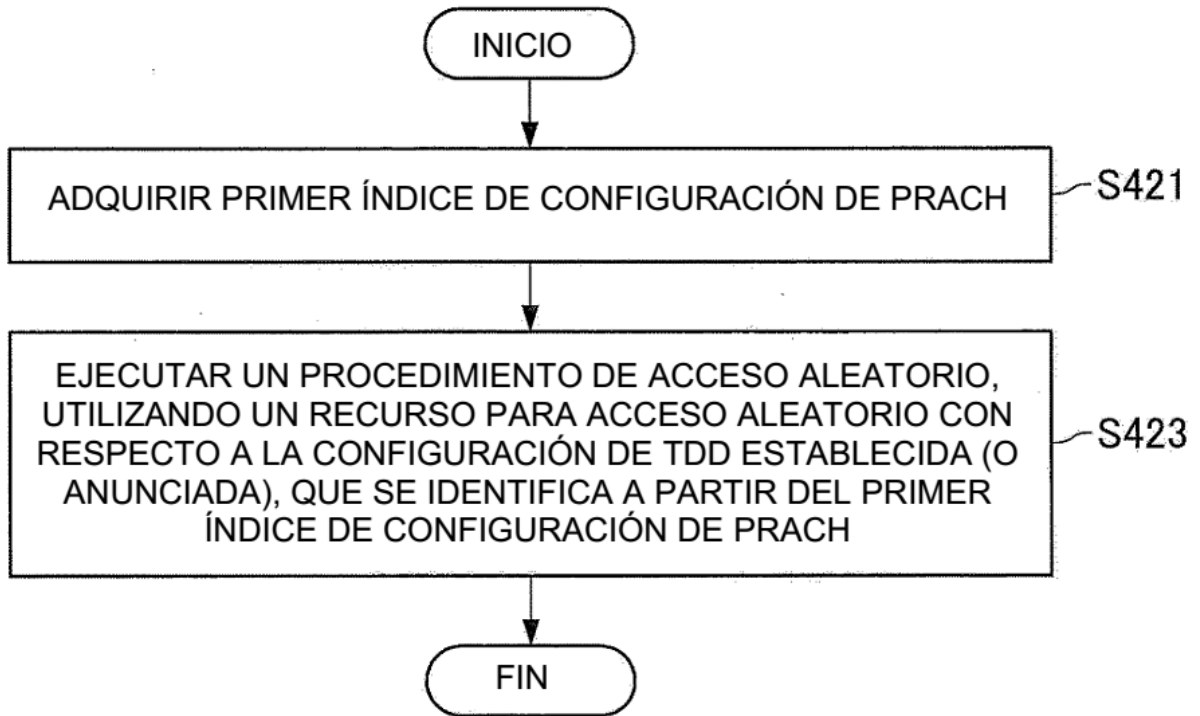 INICIO
ADQUIRIR PRIMER ÍNDICE DE CONFIGURACIÓN DE PRACH
S421
EJECUTAR UN PROCEDIMIENTO DE ACCESO ALEATORIO,
UTILIZANDO UN RECURSO PARA ACCESO ALEATORIO CON
RESPECTO A LA CONFIGURACIÓN DE TDD ESTABLECIDA (O
ANUNCIADA), QUE SE IDENTIFICA A PARTIR DEL PRIMER
ÍNDICE DE CONFIGURACIÓN DE PRACH
S423
FIN